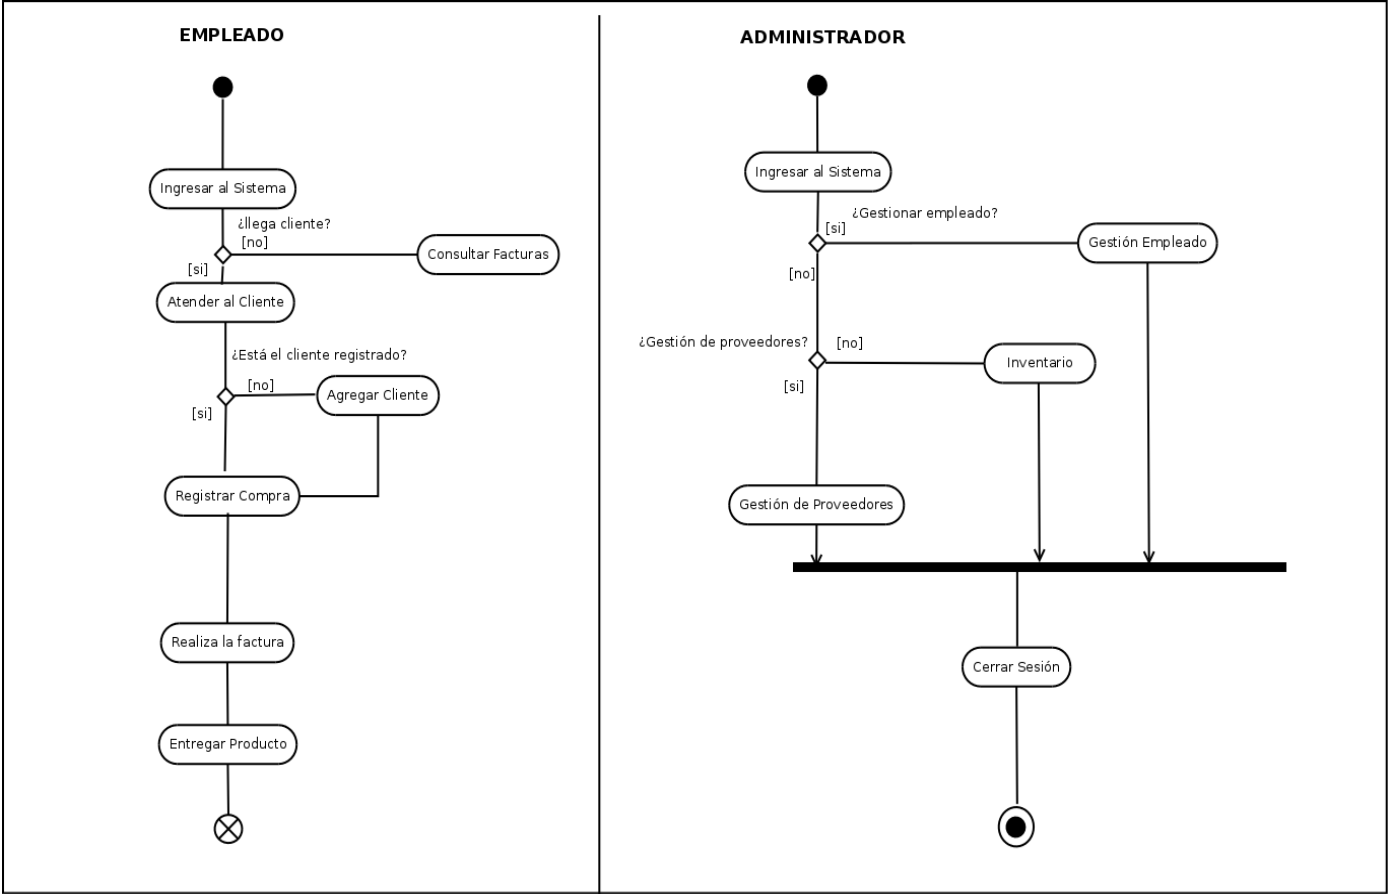 EMPLEADO
Ingresar al Sistema
¿llega cliente?
[no]
Consultar Facturas
[si]
Atender al Cliente
¿Está el cliente registrado?
[no]
Agregar Cliente
[si]
Registrar Compra
Realiza la factura
Entregar Producto
ADMINISTRADOR
Ingresar al Sistema
¿Gestionar empleado?
[si]
Gestión Empleado
[no]
¿Gestión de proveedores?
[no]
Inventario
[si]
Gestión de Proveedores
Cerrar Sesión